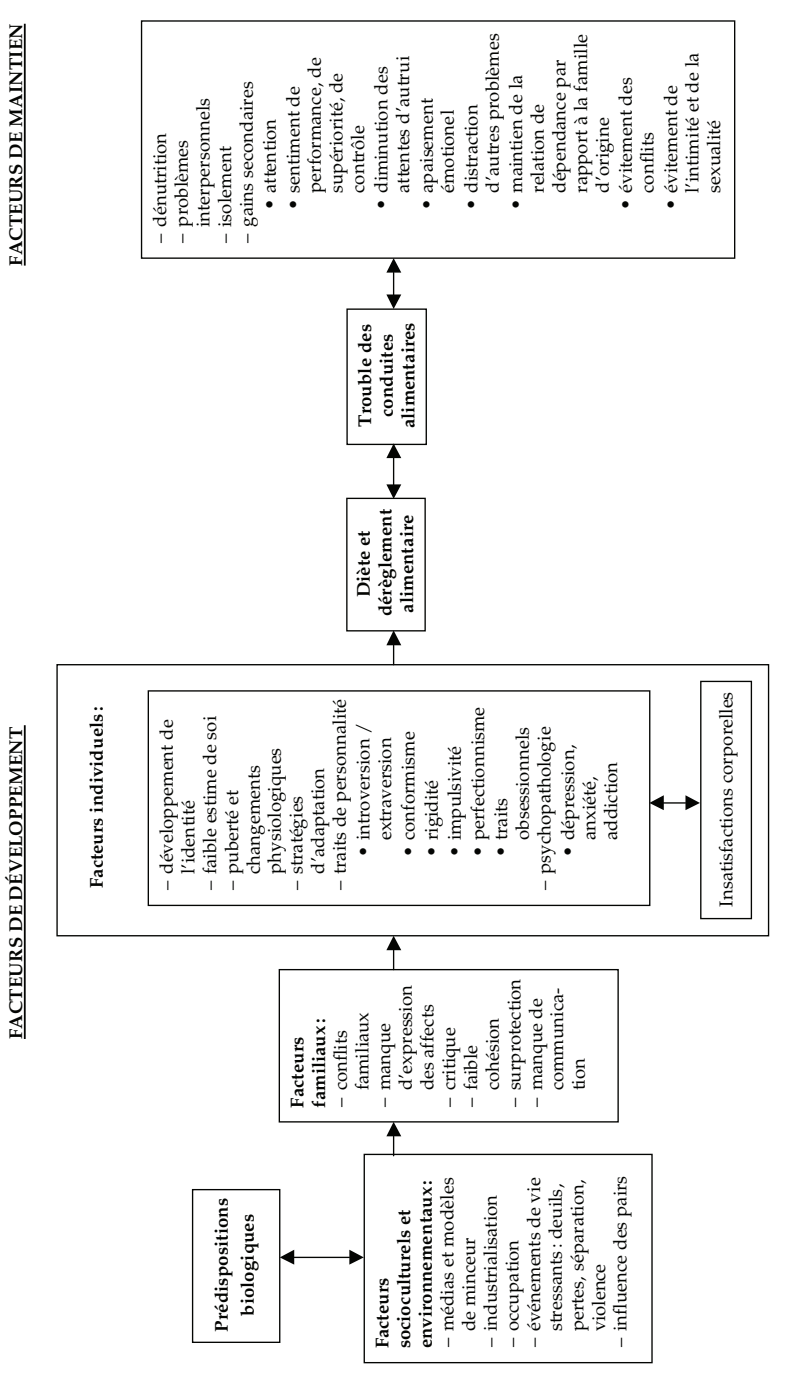 FACTEURS DE DÉVELOPPEMENT
FACTEURS DE MAINTIEN
Prédispositions
biologiques
Facteurs
socioculturels et
environnementaux:
– médias et modèles
de minceur
– industrialisation
– occupation
– événements de vie
stressants : deuils,
pertes, séparation,
violence
– influence des pairs
Facteurs
familiaux:
– conflits
familiaux
– manque
d'expression
des affects
– critique
– faible
cohésion
– surprotection
– manque de
communica-
tion
Facteurs individuels:
– développement de
l'identité
– faible estime de soi
– puberté et
changements
physiologiques
– stratégies
d'adaptation
– traits de personnalité
• introversion /
extraversion
• conformisme
• rigidité
• impulsivité
• perfectionnisme
• traits
obsessionnels
– psychopathologie
• dépression,
anxiété,
addiction
Insatisfactions corporelles
Diète et
dérèglement
alimentaire
Trouble des
conduites
alimentaires
– dénutrition
– problèmes
interpersonnels
– isolement
– gains secondaires
• attention
• sentiment de
performance, de
supériorité, de
contrôle
• diminution des
attentes d'autrui
• apaisement
émotionel
• distraction
d'autres problèmes
• maintien de la
relation de
dépendance par
rapport à la famille
d'origine
• évitement des
conflits
• évitement de
l'intimité et de la
sexualité